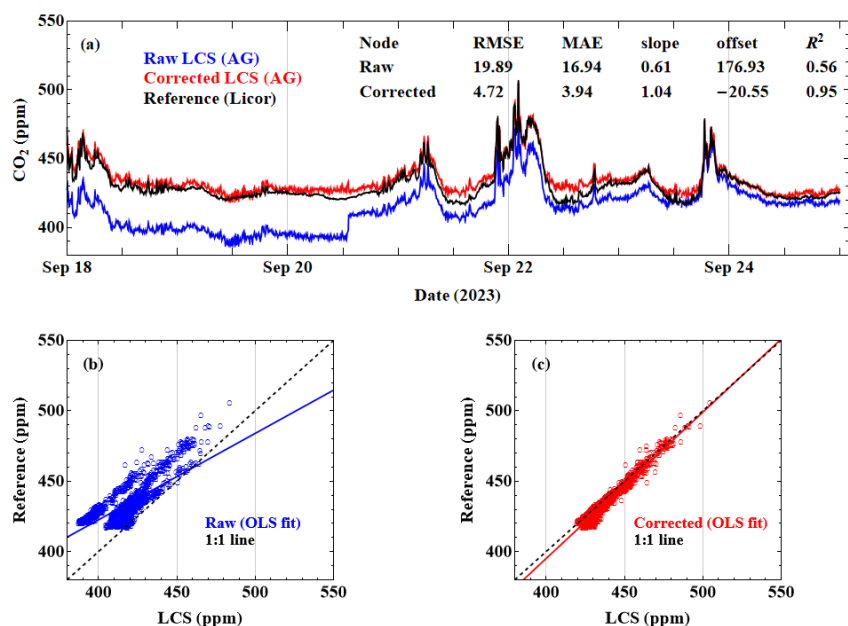 (a)
Raw LCS (AG)
Corrected LCS (AG)
Reference (Licor)
Node RMSE MAE slope offset R²
Raw 19.89 16.94 0.61 176.93 0.56
Corrected 4.72 3.94 1.04 −20.55 0.95
CO₂ (ppm)
550
500
450
400
Sep 18 Sep 20 Sep 22 Sep 24
Date (2023)
(b)
Reference (ppm)
550
500
450
400
Raw (OLS fit)
1:1 line
400 450 500 550
LCS (ppm)
(c)
Reference (ppm)
550
500
450
400
Corrected (OLS fit)
1:1 line
400 450 500 550
LCS (ppm)